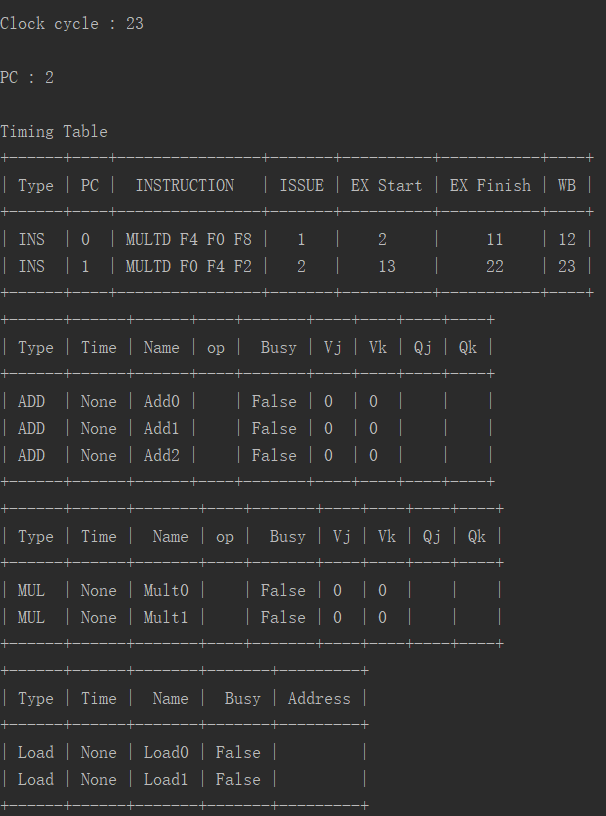 Clock cycle : 23
PC : 2
Timing Table
+------+----+----------------+-------+----------+-----------+----+
| Type | PC |  INSTRUCTION   | ISSUE | EX Start | EX Finish | WB |
+------+----+----------------+-------+----------+-----------+----+
| INS  | 0  | MULTD F4 F0 F8 |   1   |    2     |     11    | 12 |
| INS  | 1  | MULTD F0 F4 F2 |   2   |    13    |     22    | 23 |
+------+----+----------------+-------+----------+-----------+----+
+------+------+------+----+-------+----+----+----+----+
| Type | Time | Name | op |  Busy | Vj | Vk | Qj | Qk |
+------+------+------+----+-------+----+----+----+----+
| ADD  | None | Add0 |    | False | 0  | 0  |    |    |
| ADD  | None | Add1 |    | False | 0  | 0  |    |    |
| ADD  | None | Add2 |    | False | 0  | 0  |    |    |
+------+------+------+----+-------+----+----+----+----+
+------+------+-------+----+-------+----+----+----+----+
| Type | Time |  Name | op |  Busy | Vj | Vk | Qj | Qk |
+------+------+-------+----+-------+----+----+----+----+
| MUL  | None | Mult0 |    | False | 0  | 0  |    |    |
| MUL  | None | Mult1 |    | False | 0  | 0  |    |    |
+------+------+-------+----+-------+----+----+----+----+
+------+------+-------+-------+---------+
| Type | Time |  Name |  Busy | Address |
+------+------+-------+-------+---------+
| Load | None | Load0 | False |         |
| Load | None | Load1 | False |         |
+------+------+-------+-------+---------+